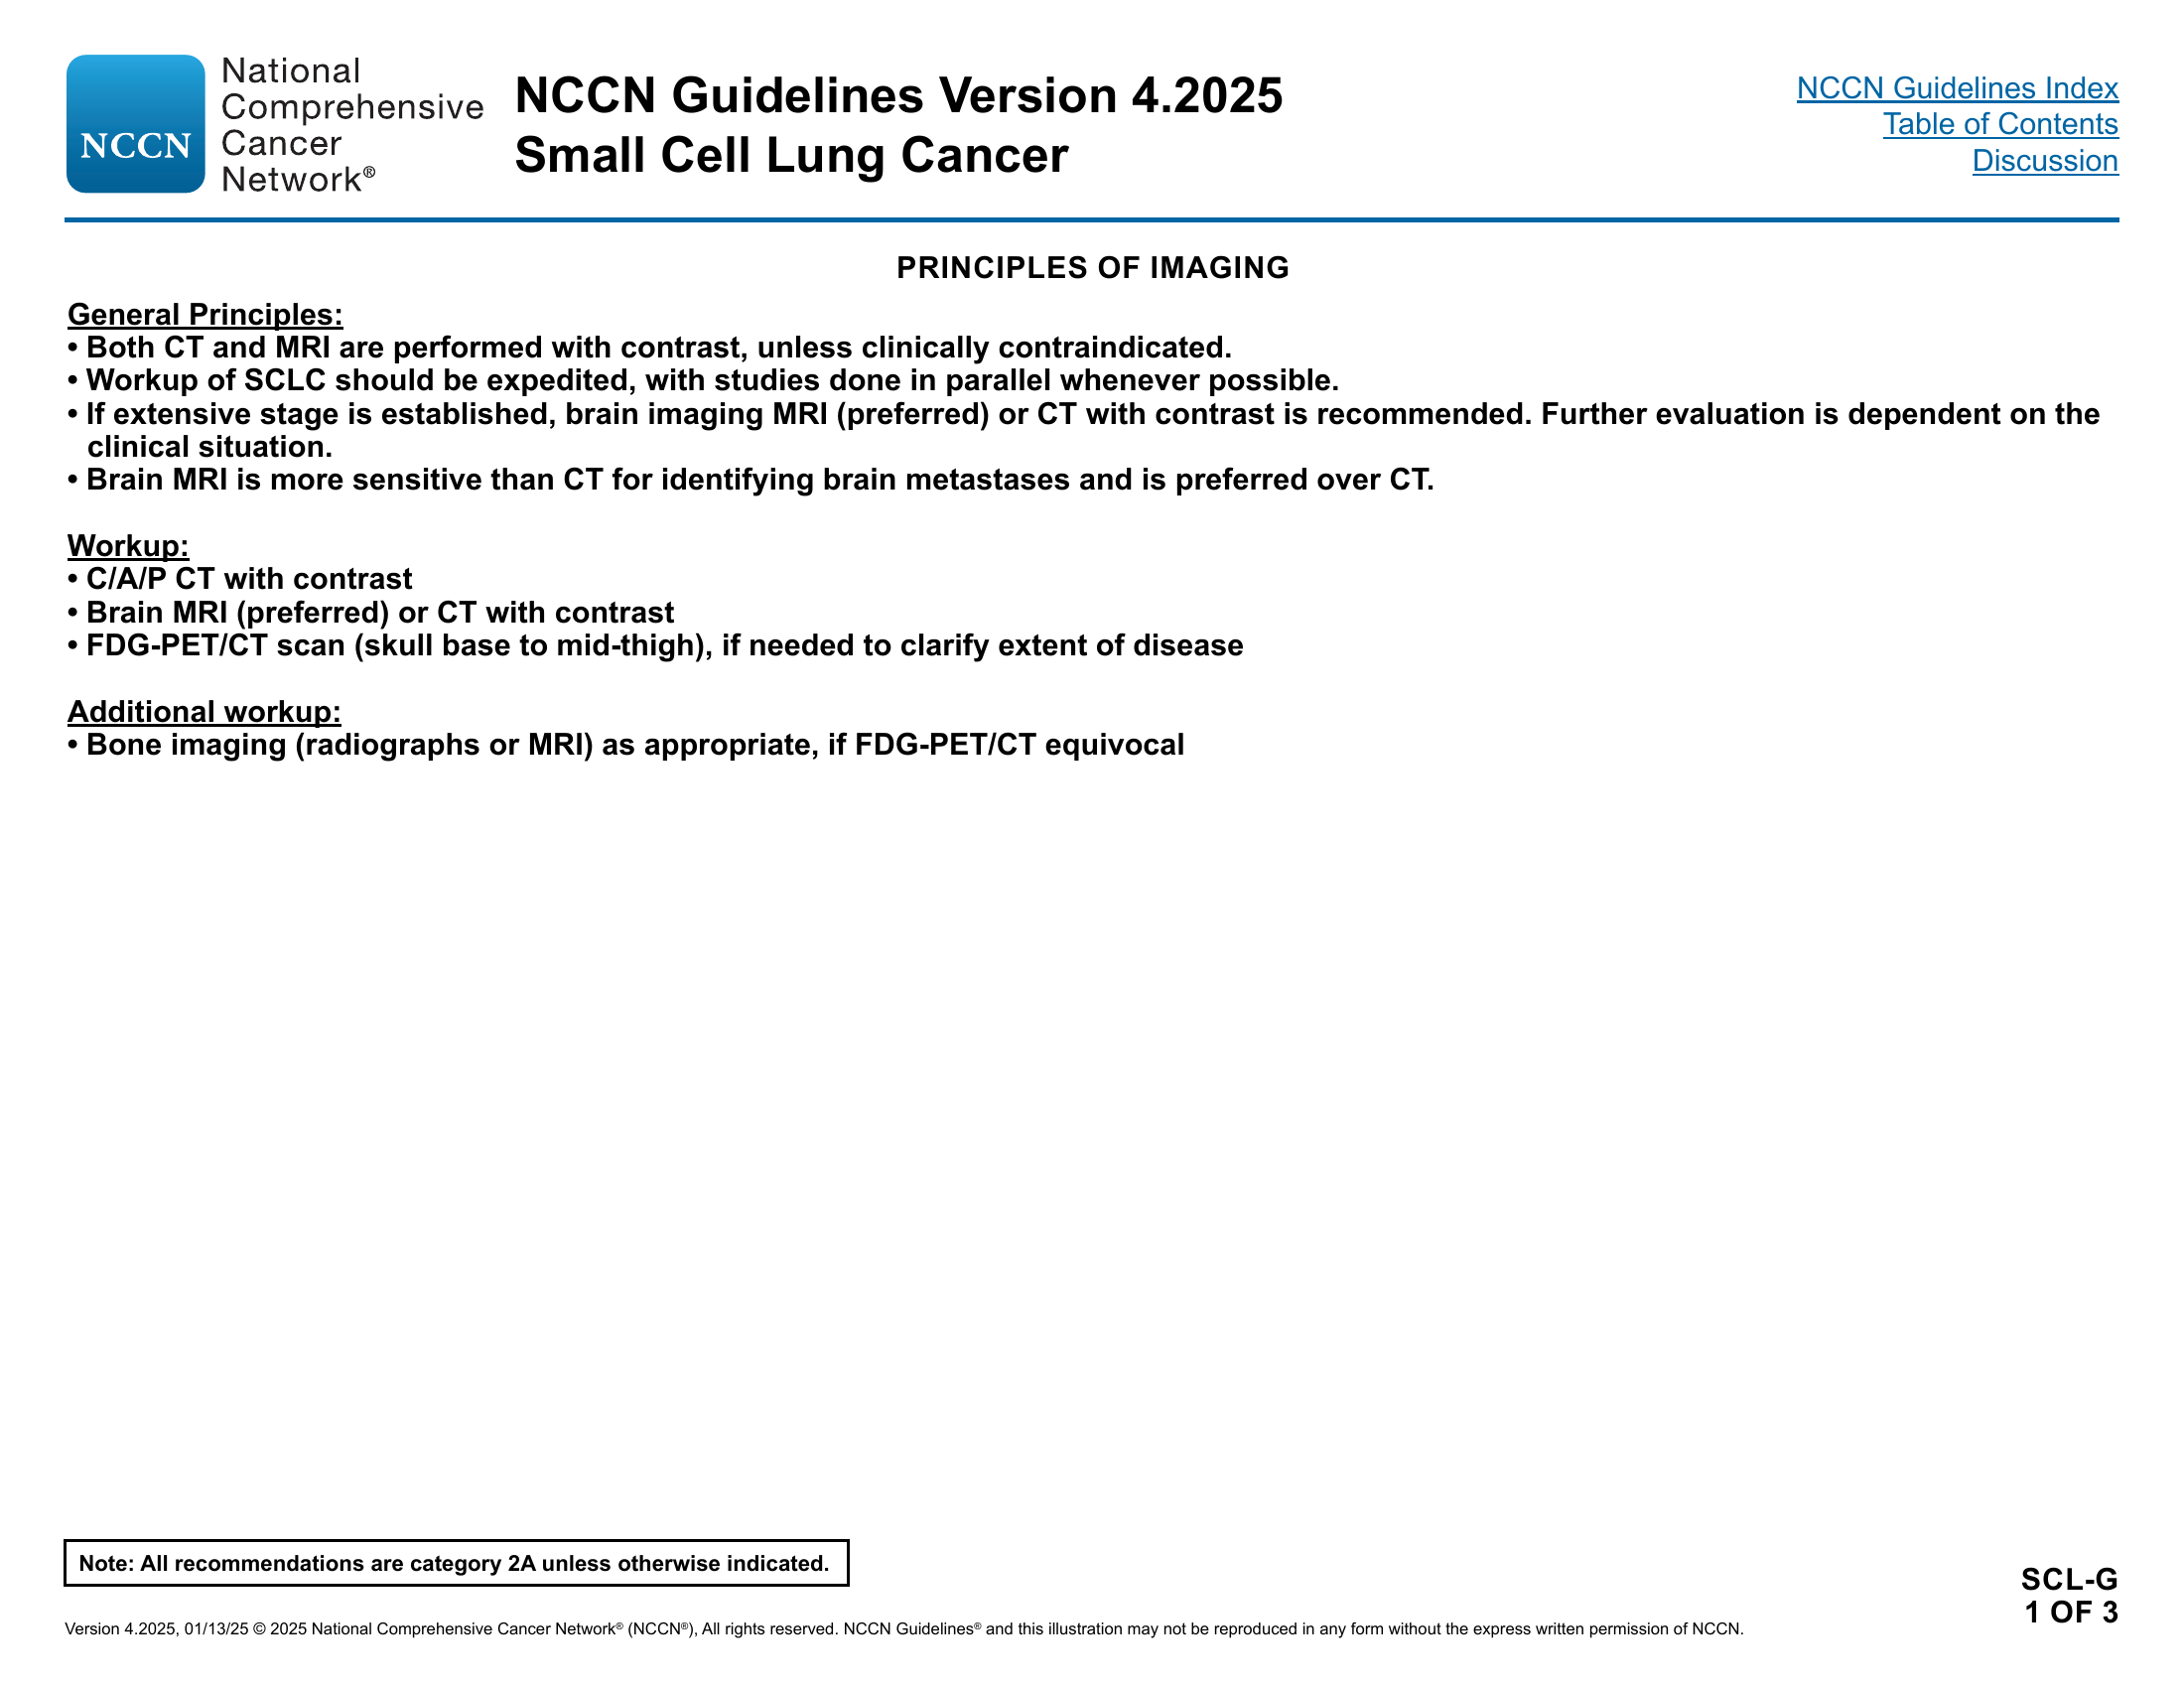 NCCN
National
Comprehensive
Cancer
Network®
NCCN Guidelines Version 4.2025
Small Cell Lung Cancer
NCCN Guidelines Index
Table of Contents
Discussion
PRINCIPLES OF IMAGING
General Principles:
• Both CT and MRI are performed with contrast, unless clinically contraindicated.
• Workup of SCLC should be expedited, with studies done in parallel whenever possible.
• If extensive stage is established, brain imaging MRI (preferred) or CT with contrast is recommended. Further evaluation is dependent on the
clinical situation.
• Brain MRI is more sensitive than CT for identifying brain metastases and is preferred over CT.
Workup:
• C/A/P CT with contrast
• Brain MRI (preferred) or CT with contrast
• FDG-PET/CT scan (skull base to mid-thigh), if needed to clarify extent of disease
Additional workup:
• Bone imaging (radiographs or MRI) as appropriate, if FDG-PET/CT equivocal
Note: All recommendations are category 2A unless otherwise indicated.
SCL-G
1 OF 3
Version 4.2025, 01/13/25 © 2025 National Comprehensive Cancer Network® (NCCN®), All rights reserved. NCCN Guidelines® and this illustration may not be reproduced in any form without the express written permission of NCCN.